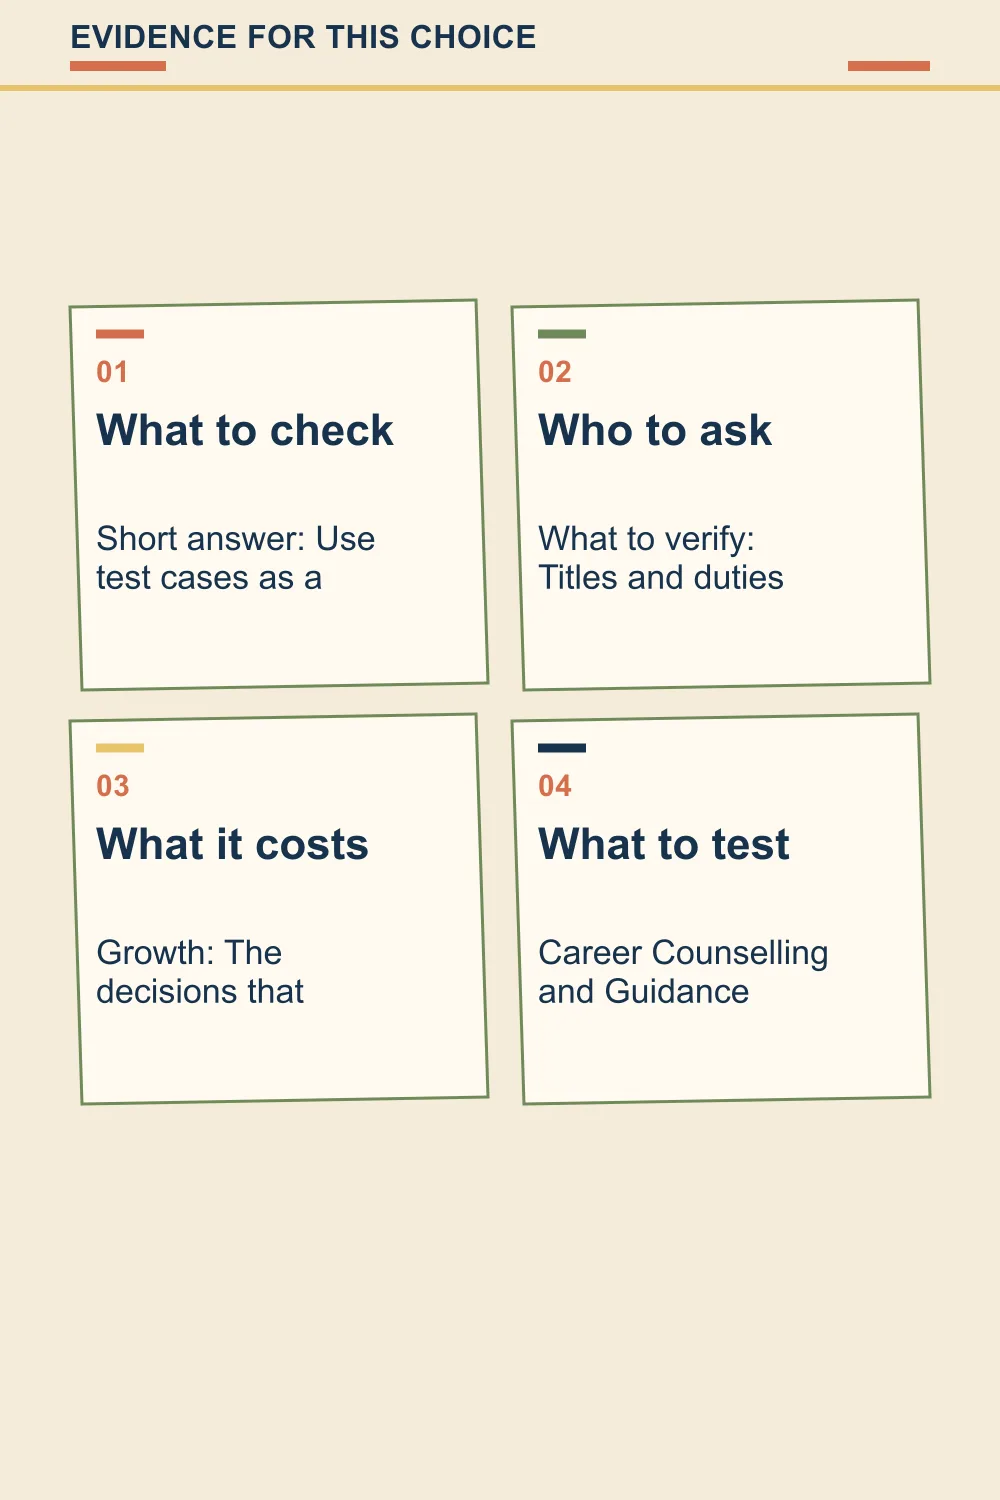 EVIDENCE FOR THIS CHOICE
01
What to check
Short answer: Use
test cases as a
02
Who to ask
What to verify:
Titles and duties
03
What it costs
Growth: The
decisions that
04
What to test
Career Counselling
and Guidance